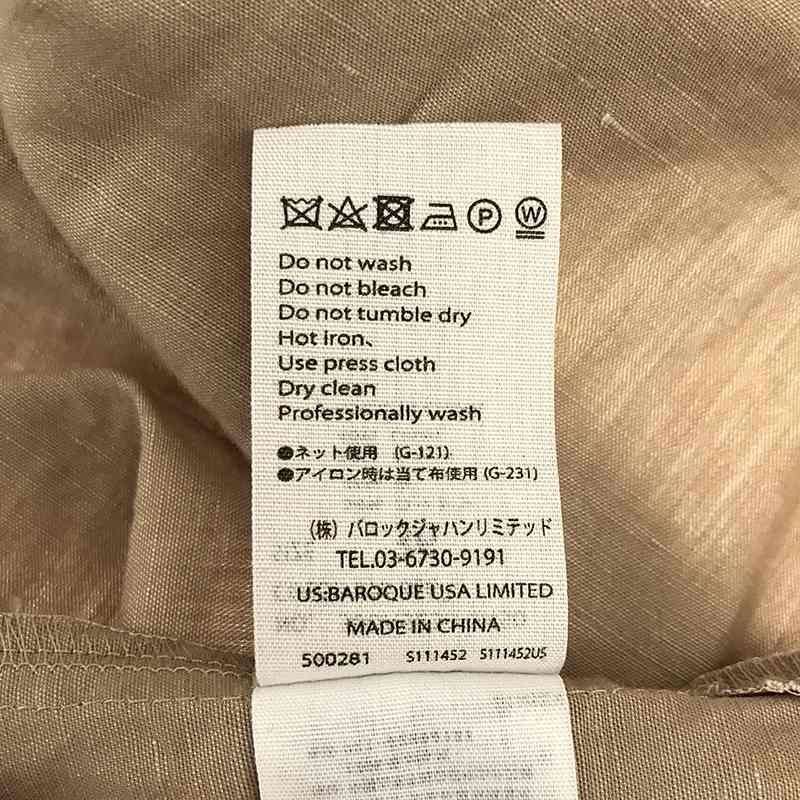 P W
Do not wash
Do not bleach
Do not tumble dry
Hot iron、
Use press cloth
Dry clean
Professionally wash
●ネット使用 (G-121)
●アイロン時は当て布使用 (G-231)
(株) バロックジャパンリミテッド
TEL.03-6730-9191
US:BAROQUE USA LIMITED
MADE IN CHINA
500281 S111452 S111452US